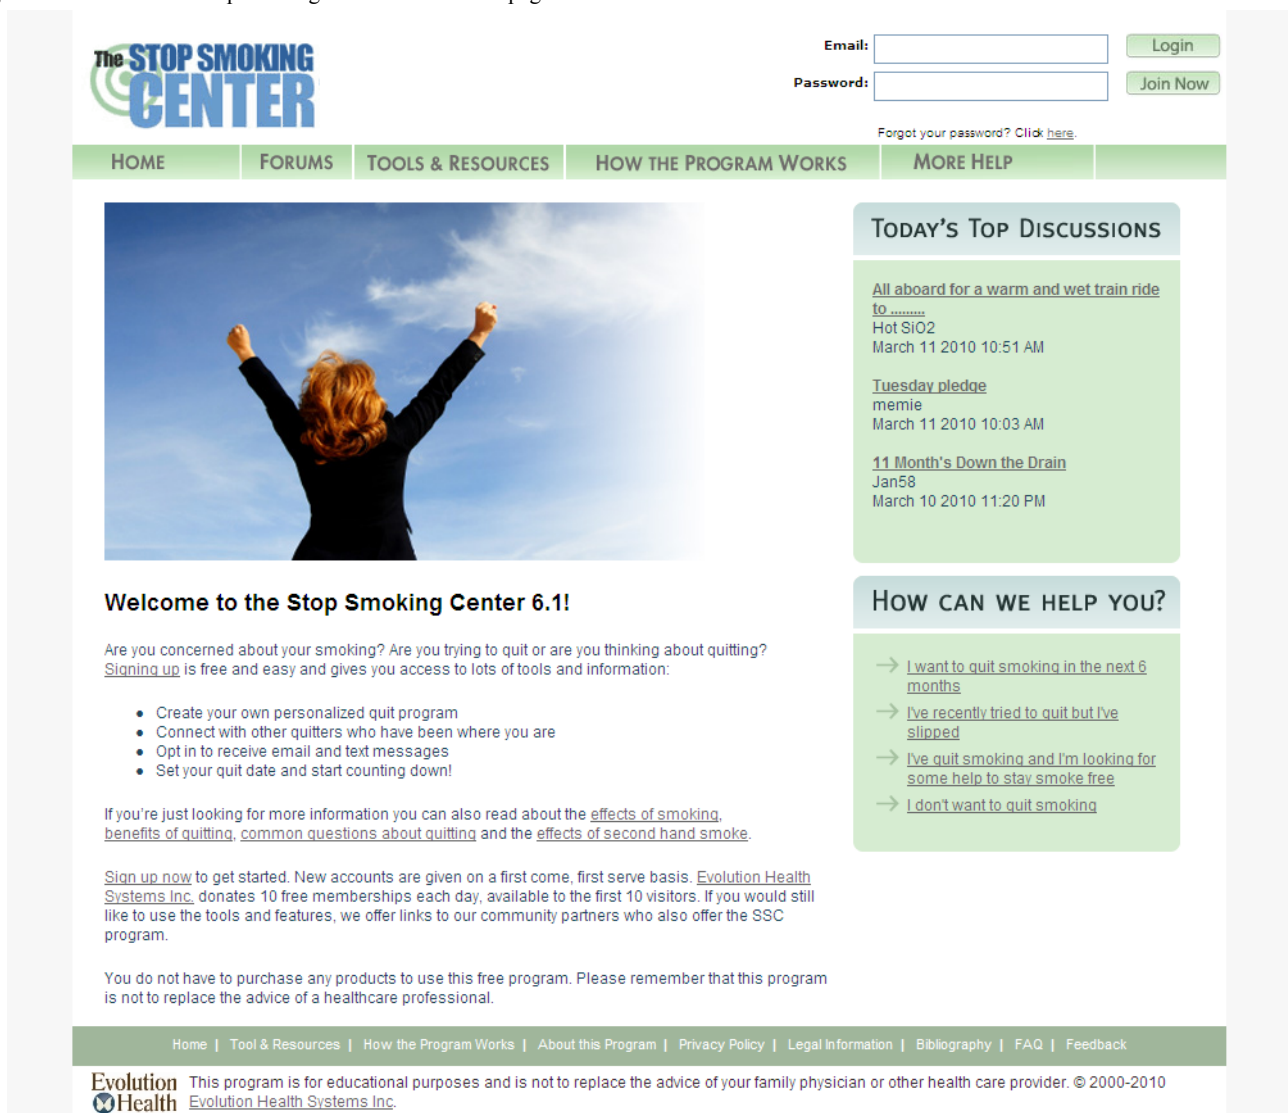 The STOP SMOKING
CENTER
Email:
Login
Password:
Join Now
Forgot your password? Click here.
HOME
FORUMS
TOOLS & RESOURCES
HOW THE PROGRAM WORKS
MORE HELP
TODAY'S TOP DISCUSSIONS
All aboard for a warm and wet train ride
to .........
Hot SiO2
March 11 2010 10:51 AM
Tuesday pledge
memie
March 11 2010 10:03 AM
11 Month's Down the Drain
Jan58
March 10 2010 11:20 PM
Welcome to the Stop Smoking Center 6.1!
Are you concerned about your smoking? Are you trying to quit or are you thinking about quitting?
Signing up is free and easy and gives you access to lots of tools and information:
• Create your own personalized quit program
• Connect with other quitters who have been where you are
• Opt in to receive email and text messages
• Set your quit date and start counting down!
If you're just looking for more information you can also read about the effects of smoking,
benefits of quitting, common questions about quitting and the effects of second hand smoke.
Sign up now to get started. New accounts are given on a first come, first serve basis. Evolution Health
Systems Inc. donates 10 free memberships each day, available to the first 10 visitors. If you would still
like to use the tools and features, we offer links to our community partners who also offer the SSC
program.
You do not have to purchase any products to use this free program. Please remember that this program
is not to replace the advice of a healthcare professional.
HOW CAN WE HELP YOU?
I want to quit smoking in the next 6
months
I've recently tried to quit but I've
slipped
I've quit smoking and I'm looking for
some help to stay smoke free
I don't want to quit smoking
Home | Tool & Resources | How the Program Works | About this Program | Privacy Policy | Legal Information | Bibliography | FAQ | Feedback
Evolution
Health
This program is for educational purposes and is not to replace the advice of your family physician or other health care provider. © 2000-2010
Evolution Health Systems Inc.